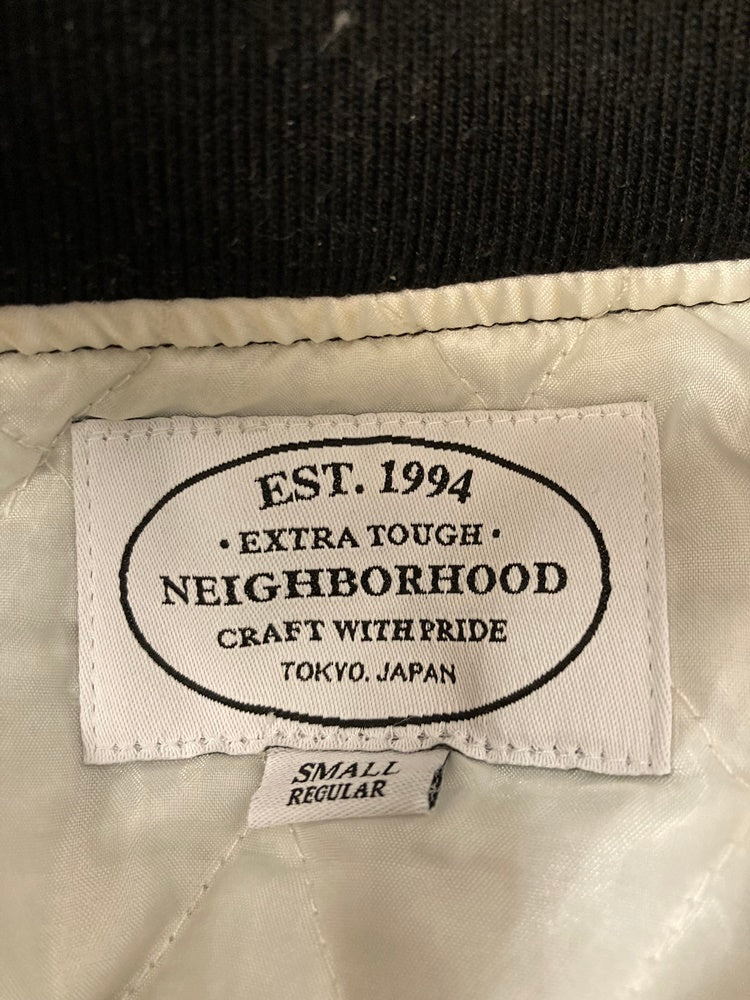 EST. 1994
· EXTRA TOUGH ·
NEIGHBORHOOD
CRAFT WITH PRIDE
TOKYO, JAPAN
SMALL
REGULAR